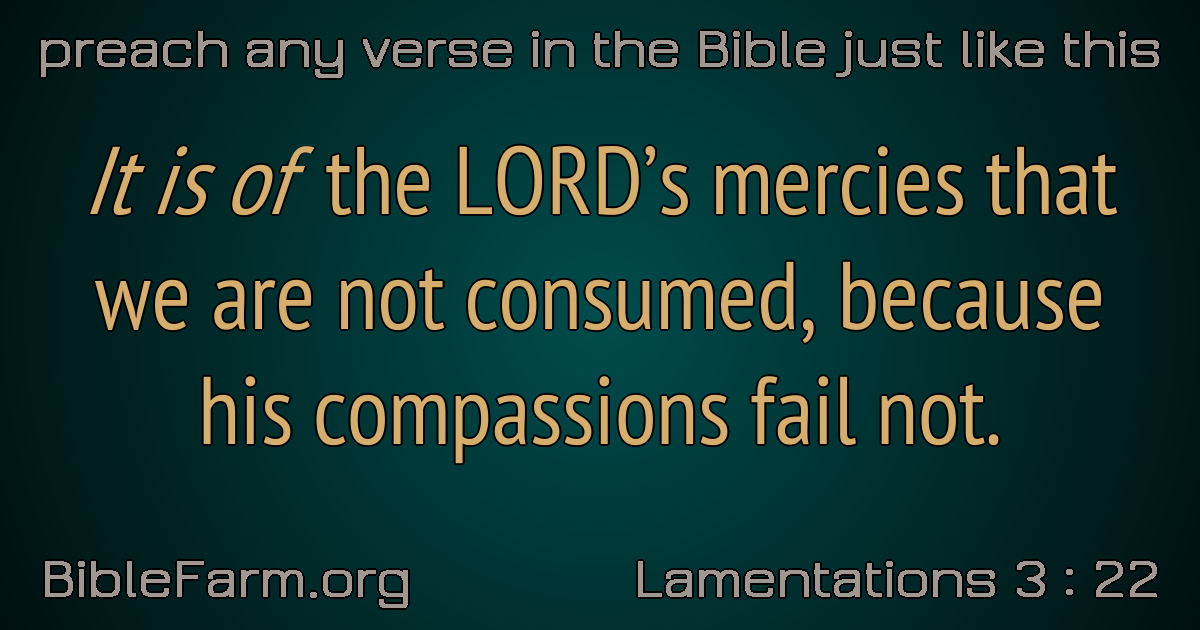 preach any verse in the Bible just like this
It is of the LORD’s mercies that
we are not consumed, because
his compassions fail not.
BibleFarm.org
Lamentations 3 : 22